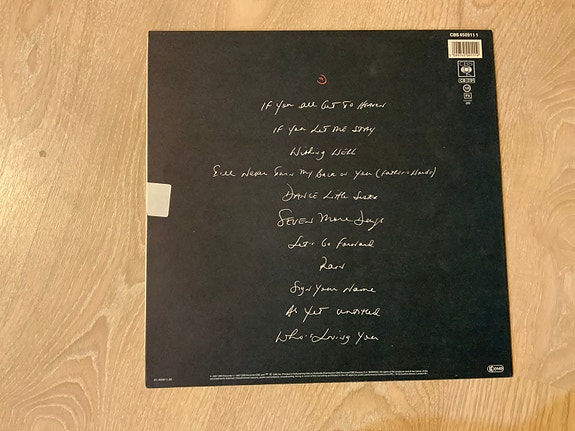 CBS 450911 1
CBS
If You All Get To Heaven
If You Let Me Stay
Wishing Well
I'll Never Turn My Back on You (Father's Words)
Dance Little Sister
Seven More Days
Let's Go Forward
Rain
Sign Your Name
As Yet Untitled
Who's Loving You